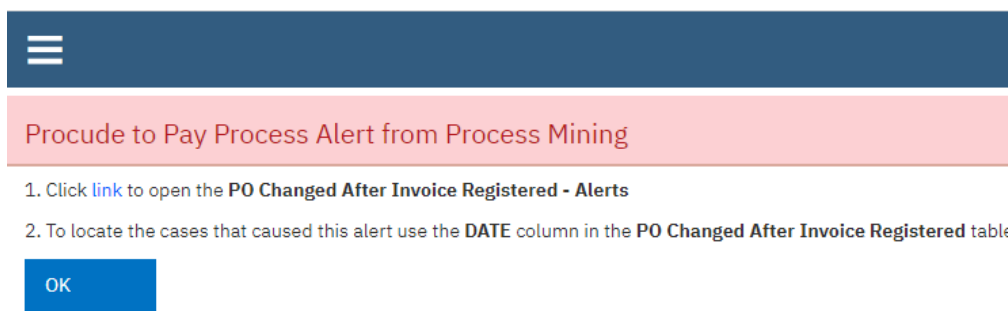 Procude to Pay Process Alert from Process Mining
1. Click link to open the PO Changed After Invoice Registered - Alerts
2. To locate the cases that caused this alert use the DATE column in the PO Changed After Invoice Registered table
OK